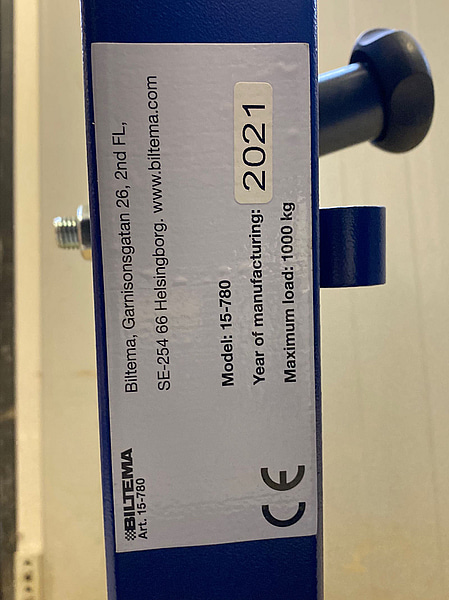 BILTEMA
Art. 15-780
Biltema, Garnisonsgatan 26, 2nd FL,
SE-254 66 Helsingborg. www.biltema.com
Model: 15-780
Year of manufacturing: 2021
Maximum load: 1000 kg
CE